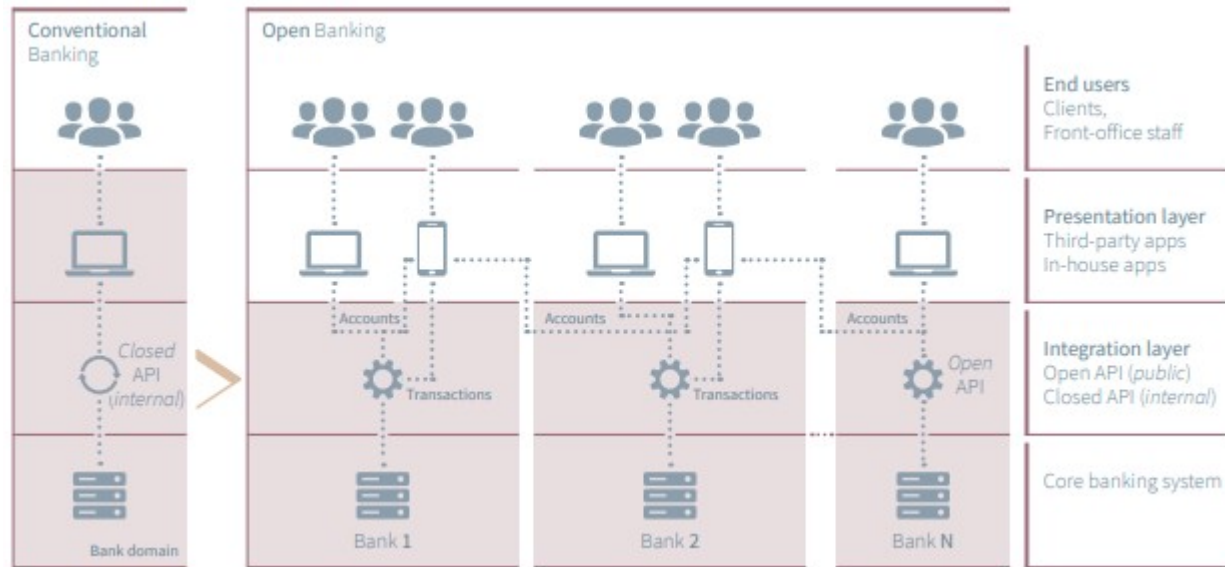 Conventional
Banking
Open Banking
End users
Clients,
Front-office staff
Presentation layer
Third-party apps
In-house apps
Accounts
Accounts
Accounts
Closed
API
(internal)
Transactions
Transactions
Open
API
Integration layer
Open API (public)
Closed API (internal)
Core banking system
Bank domain
Bank 1
Bank 2
Bank N